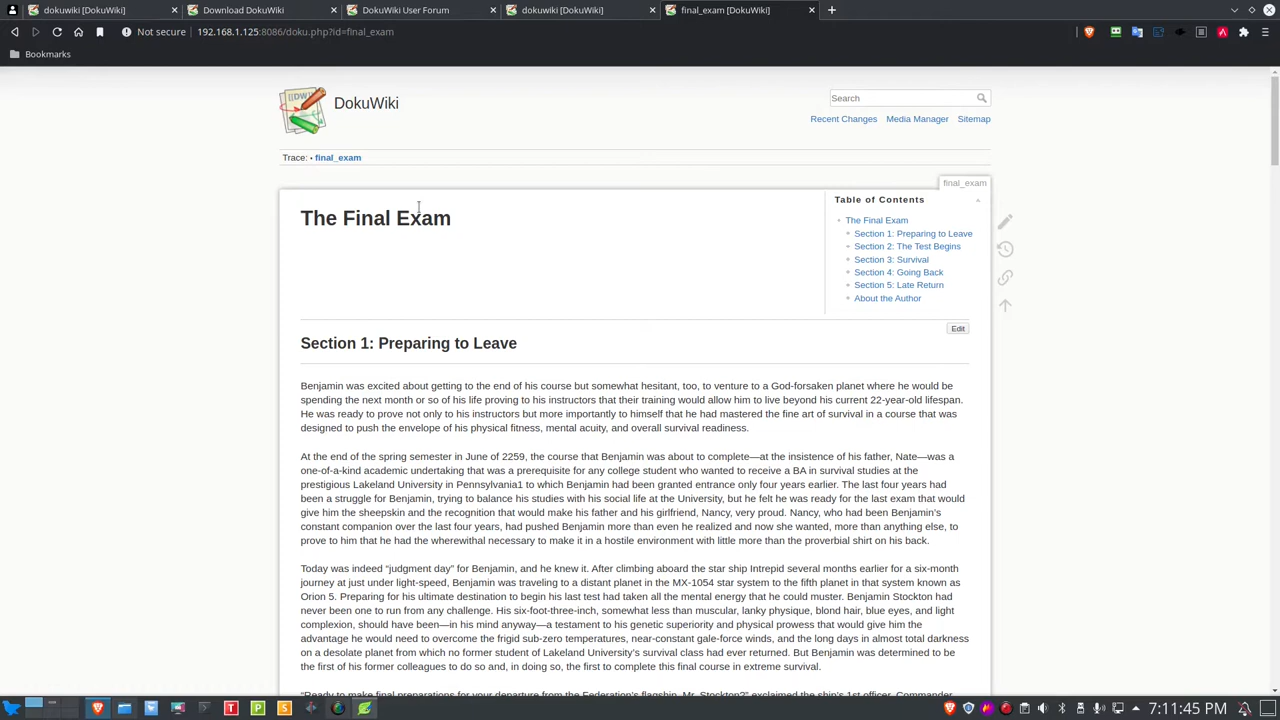 dokuwiki [DokuWiki]
Download DokuWiki
DokuWiki User Forum
dokuwiki [DokuWiki]
final_exam [DokuWiki]
Not secure
192.168.1.125:8086/doku.php?id=final_exam
Bookmarks
DokuWiki
Search
Recent Changes Media Manager Sitemap
Trace: • final_exam
final_exam
The Final Exam
Table of Contents
The Final Exam
Section 1: Preparing to Leave
Section 2: The Test Begins
Section 3: Survival
Section 4: Going Back
Section 5: Late Return
About the Author
Edit
Section 1: Preparing to Leave
Benjamin was excited about getting to the end of his course but somewhat hesitant, too, to venture to a God-forsaken planet where he would be
spending the next month or so of his life proving to his instructors that their training would allow him to live beyond his current 22-year-old lifespan.
He was ready to prove not only to his instructors but more importantly to himself that he had mastered the fine art of survival in a course that was
designed to push the envelope of his physical fitness, mental acuity, and overall survival readiness.
At the end of the spring semester in June of 2259, the course that Benjamin was about to complete—at the insistence of his father, Nate—was a
one-of-a-kind academic undertaking that was a prerequisite for any college student who wanted to receive a BA in survival studies at the
prestigious Lakeland University in Pennsylvania1 to which Benjamin had been granted entrance only four years earlier. The last four years had
been a struggle for Benjamin, trying to balance his studies with his social life at the University, but he felt he was ready for the last exam that would
give him the sheepskin and the recognition that would make his father and his girlfriend, Nancy, very proud. Nancy, who had been Benjamin's
constant companion over the last four years, had pushed Benjamin more than even he realized and now she wanted, more than anything else, to
prove to him that he had the wherewithal necessary to make it in a hostile environment with little more than the proverbial shirt on his back.
Today was indeed “judgment day” for Benjamin, and he knew it. After climbing aboard the star ship Intrepid several months earlier for a six-month
journey at just under light-speed, Benjamin was traveling to a distant planet in the MX-1054 star system to the fifth planet in that system known as
Orion 5. Preparing for his ultimate destination to begin his last test had taken all the mental energy that he could muster. Benjamin Stockton had
never been one to run from any challenge. His six-foot-three-inch, somewhat less than muscular, lanky physique, blond hair, blue eyes, and light
complexion, should have been—in his mind anyway—a testament to his genetic superiority and physical prowess that would give him the
advantage he would need to overcome the frigid sub-zero temperatures, near-constant gale-force winds, and the long days in almost total darkness
on a desolate planet from which no former student of Lakeland University's survival class had ever returned. But Benjamin was determined to be
the first of his former colleagues to do so and, in doing so, the first to complete this final course in extreme survival.
“Ready to make final preparations for your departure from the Federation's flagship, Mr. Stockton?” exclaimed the ship's 1st officer, Commander
7:11:45 PM